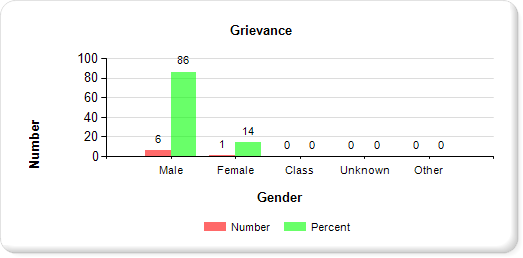 Grievance
Number
100
80
60
40
20
0
6 86
1 14
0 0
0 0
0 0
Male Female Class Unknown Other
Gender
Number Percent